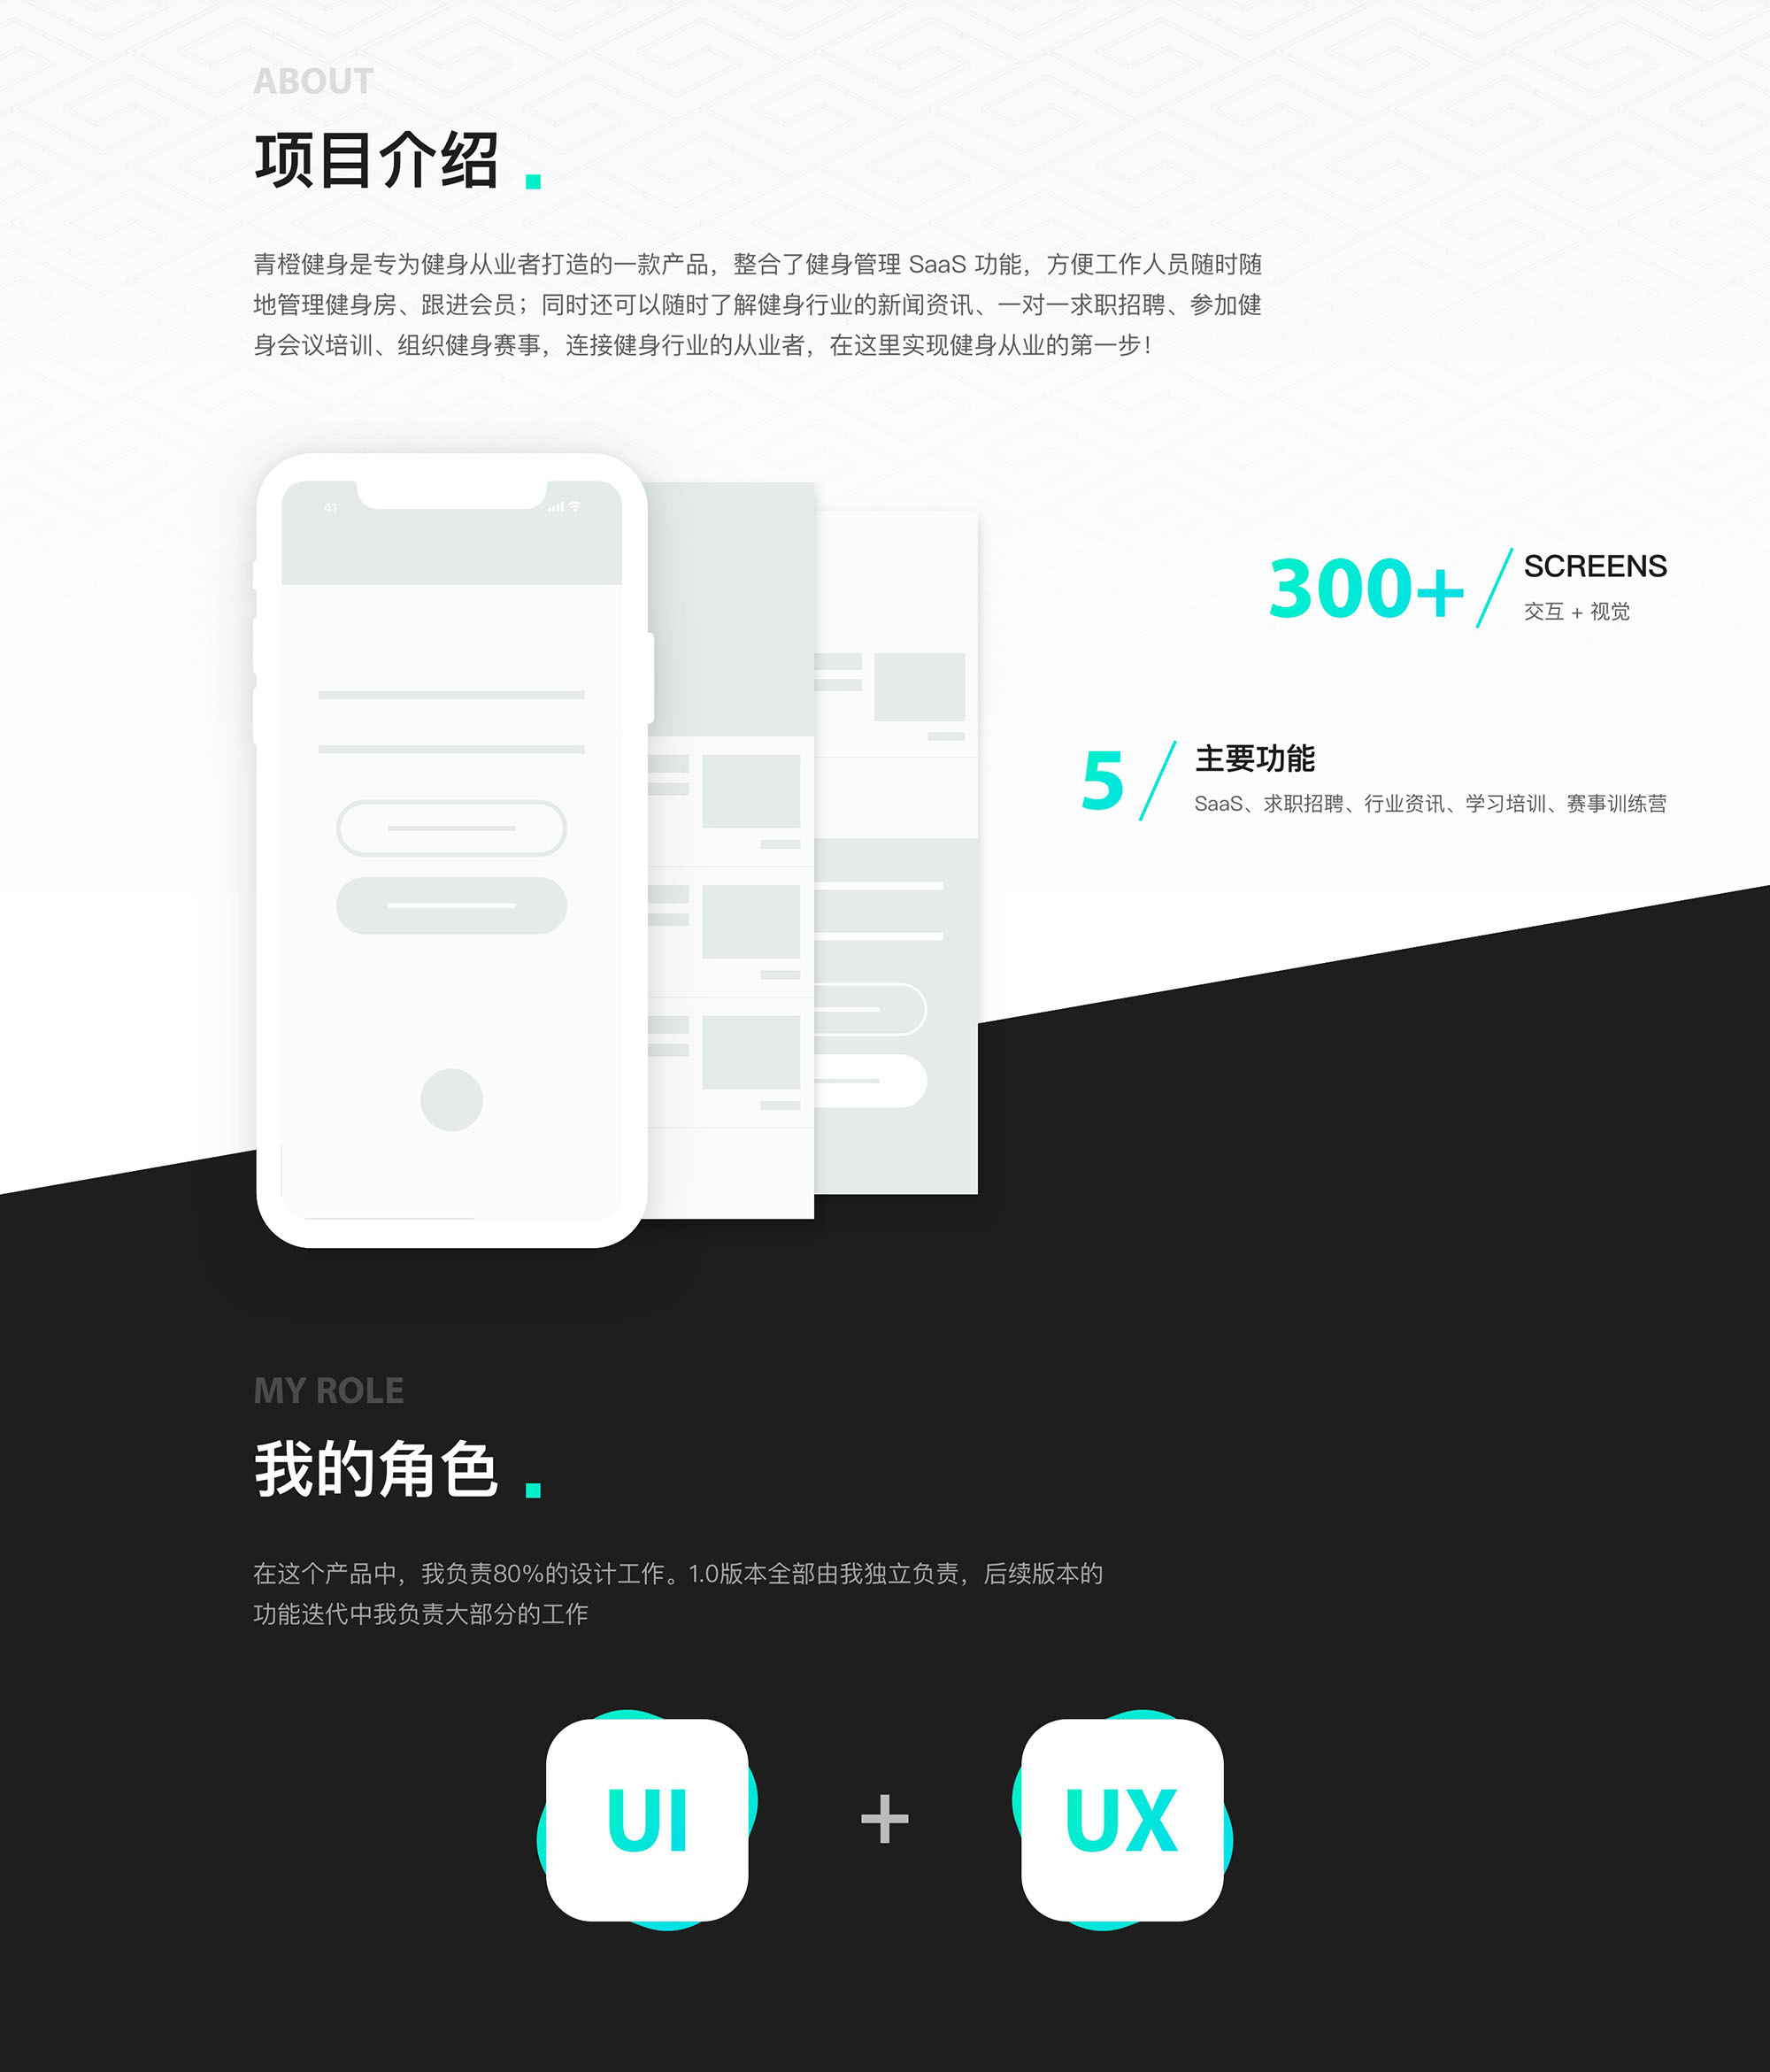 ABOUT
项目介绍 .
青橙健身是专为健身从业者打造的一款产品，整合了健身管理 SaaS 功能，方便工作人员随时随
地管理健身房、跟进会员；同时还可以随时了解健身行业的新闻资讯、一对一求职招聘、参加健
身会议培训、组织健身赛事，连接健身行业的从业者，在这里实现健身从业的第一步！
41
300+ / SCREENS
交互 + 视觉
5 / 主要功能
SaaS、求职招聘、行业资讯、学习培训、赛事训练营
MY ROLE
我的角色 .
在这个产品中，我负责80%的设计工作。1.0版本全部由我独立负责，后续版本的
功能迭代中我负责大部分的工作
UI + UX